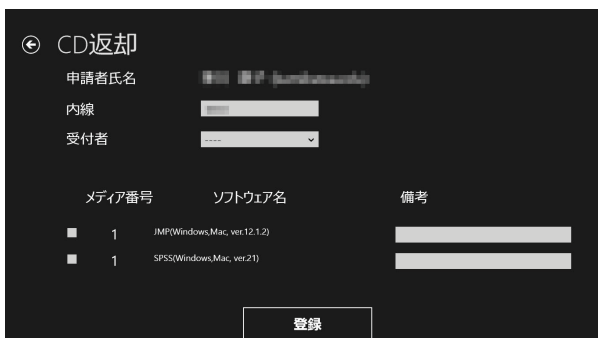 CD返却
申請者氏名
内線
受付者 ----
メディア番号 ソフトウェア名 備考
1 JMP(Windows,Mac, ver.12.1.2)
1 SPSS(Windows,Mac, ver.21)
登録